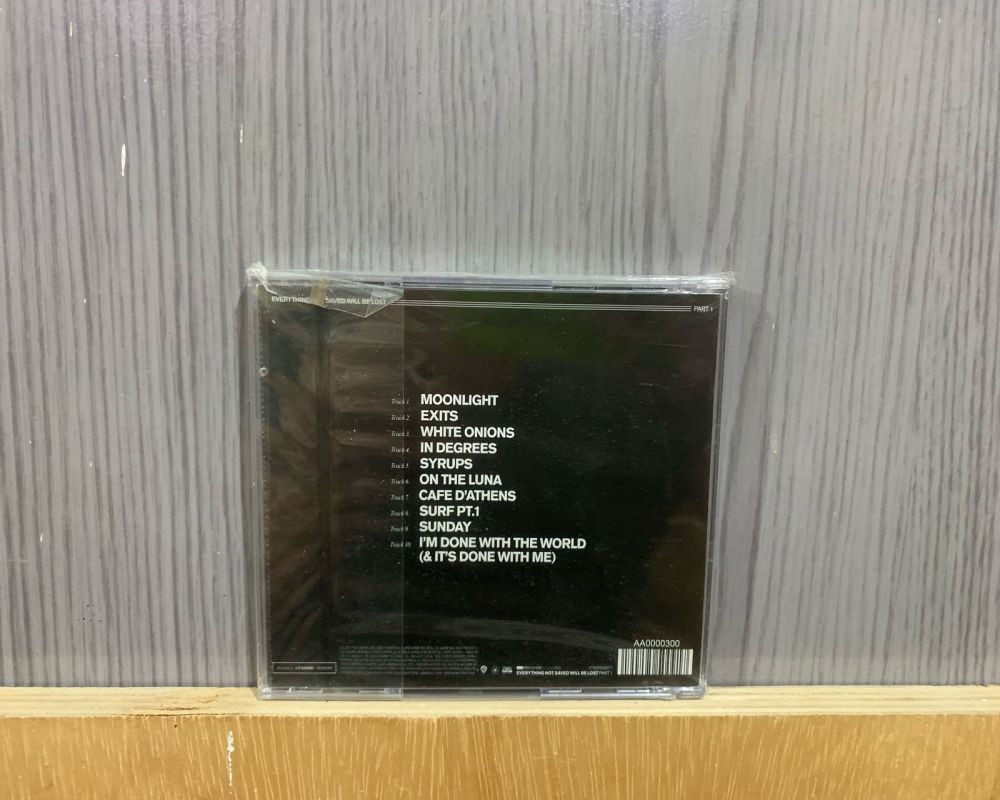 EVERYTHING SAVED WILL BE LOST
PART 1
Track 1. MOONLIGHT
Track 2. EXITS
Track 3. WHITE ONIONS
Track 4. IN DEGREES
Track 5. SYRUPS
Track 6. ON THE LUNA
Track 7. CAFE D'ATHENS
Track 8. SURF PT.1
Track 9. SUNDAY
Track 10. I'M DONE WITH THE WORLD
(& IT'S DONE WITH ME)
AA0000300
EVERYTHING NOT SAVED WILL BE LOST PART 1